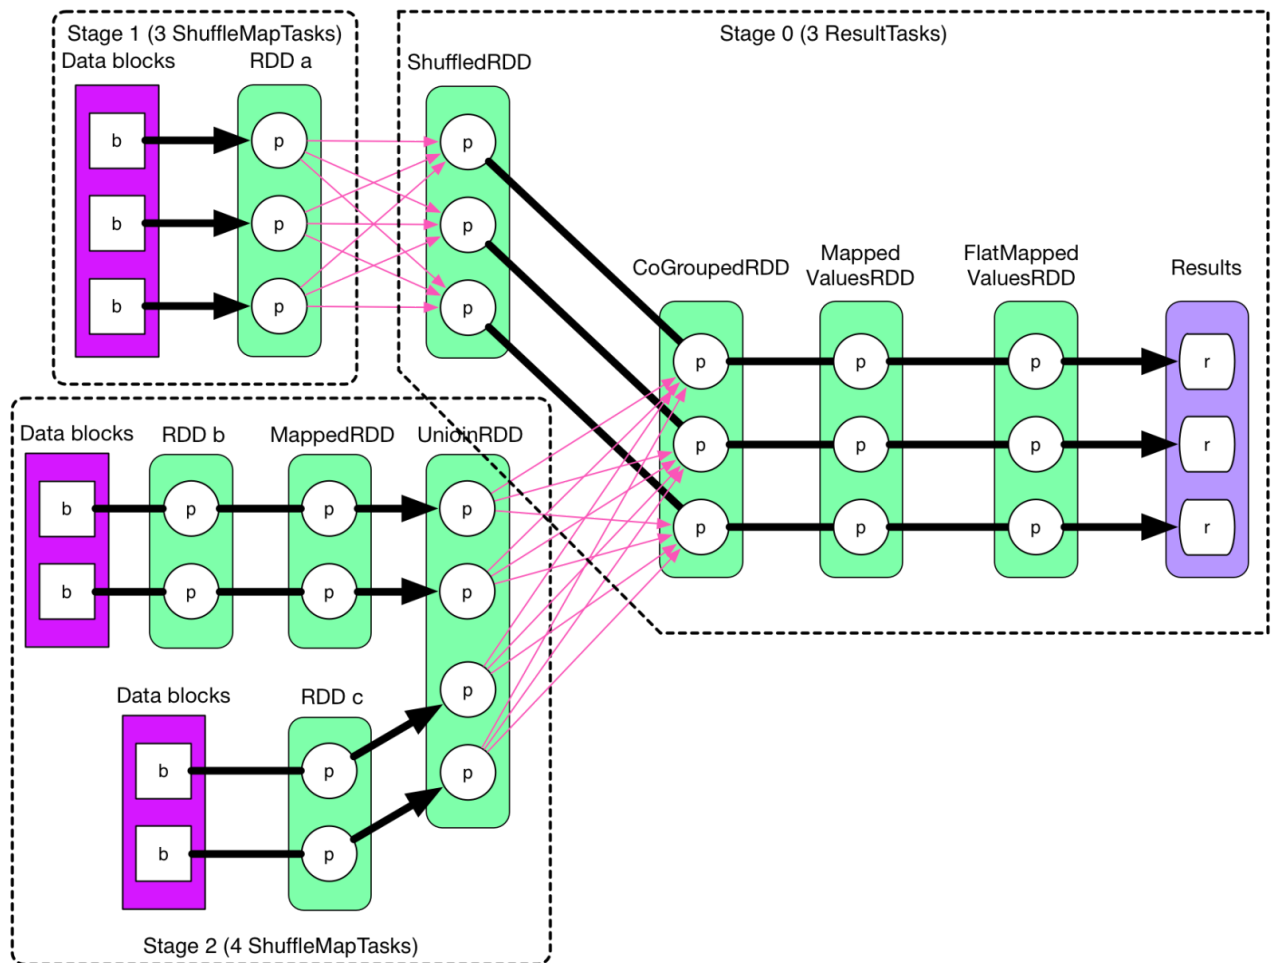 Stage 1 (3 ShuffleMapTasks)
Data blocks
RDD a
b
p
b
p
b
p
Stage 0 (3 ResultTasks)
ShuffledRDD
p
p
p
CoGroupedRDD
Mapped
ValuesRDD
FlatMapped
ValuesRDD
Results
p
p
p
r
p
p
p
r
p
p
p
r
Data blocks
RDD b
MappedRDD
UnioinRDD
b
p
p
p
b
p
p
p
Data blocks
RDD c
p
b
p
p
b
p
Stage 2 (4 ShuffleMapTasks)